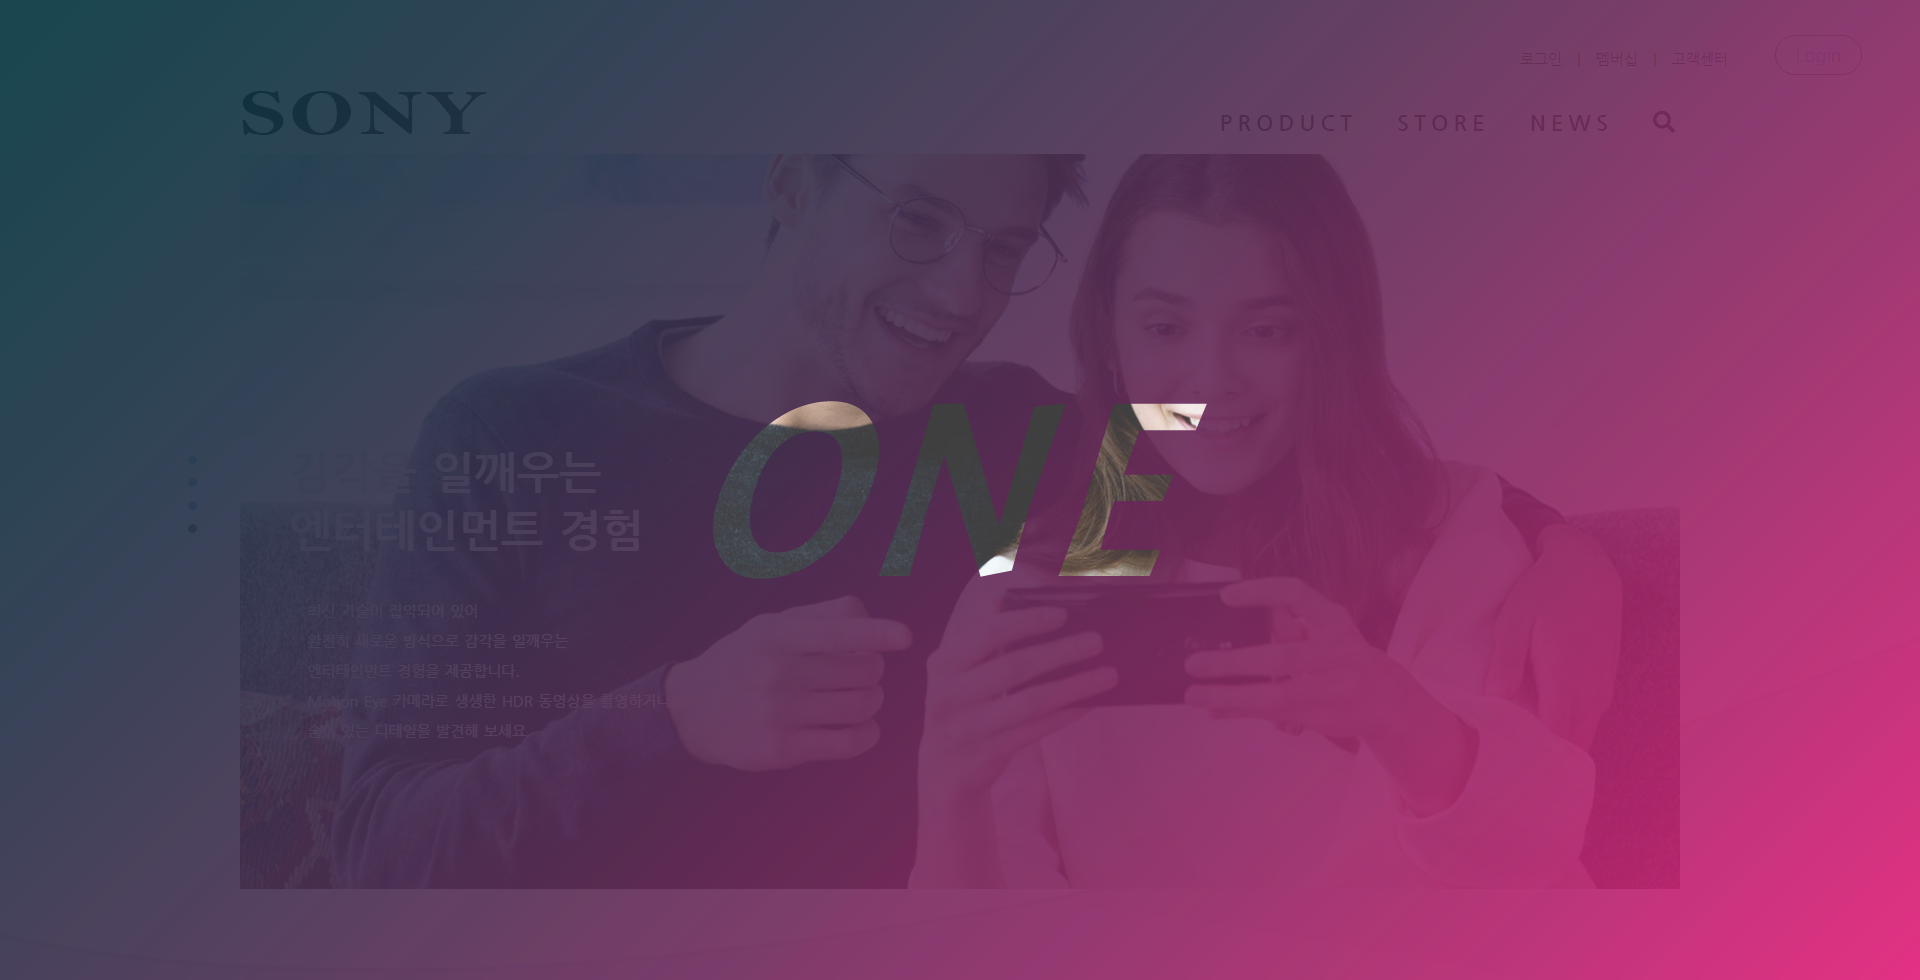 로그인 | 멤버십 | 고객센터
Login
SONY
PRODUCT STORE NEWS
ONE
감각을 일깨우는
엔터테인먼트 경험
최신 기술이 집약되어 있어
완전히 새로운 방식으로 감각을 일깨우는
엔터테인먼트 경험을 제공합니다.
Motion Eye 카메라로 생생한 HDR 동영상을 촬영하거나
숨어 있는 디테일을 발견해 보세요.